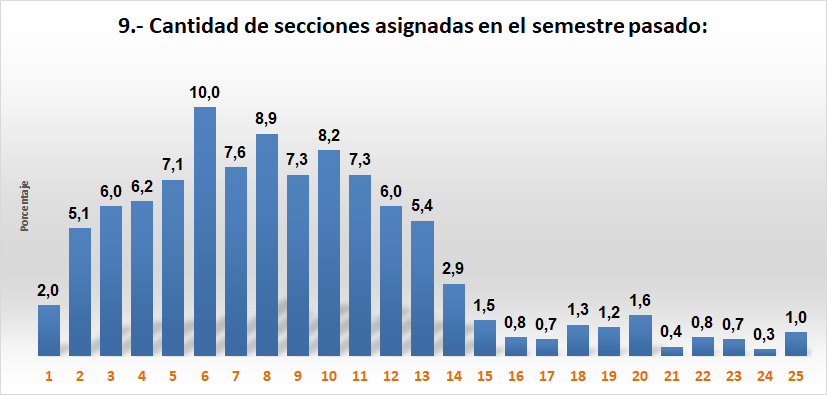 9.- Cantidad de secciones asignadas en el semestre pasado:
Porcentaje
2,0 5,1 6,0 6,2 7,1 10,0 7,6 8,9 7,3 8,2 7,3 6,0 5,4 2,9 1,5 0,8 0,7 1,3 1,2 1,6 0,4 0,8 0,7 0,3 1,0
1 2 3 4 5 6 7 8 9 10 11 12 13 14 15 16 17 18 19 20 21 22 23 24 25